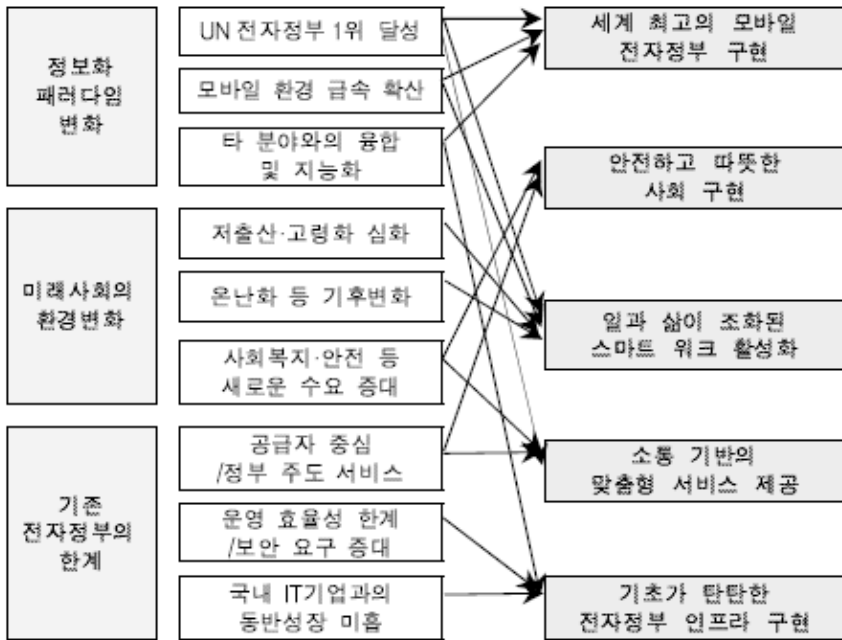 정보화
패러다임
변화
UN 전자정부 1위 달성
모바일 환경 급속 확산
타 분야와의 융합
및 지능화
미래사회의
환경변화
저출산·고령화 심화
온난화 등 기후변화
사회복지·안전 등
새로운 수요 증대
기존
전자정부의
한계
공급자 중심
/정부 주도 서비스
운영 효율성 한계
/보안 요구 증대
국내 IT기업과의
동반성장 미흡
세계 최고의 모바일
전자정부 구현
안전하고 따뜻한
사회 구현
일과 삶이 조화된
스마트 워크 활성화
소통 기반의
맞춤형 서비스 제공
기초가 탄탄한
전자정부 인프라 구현